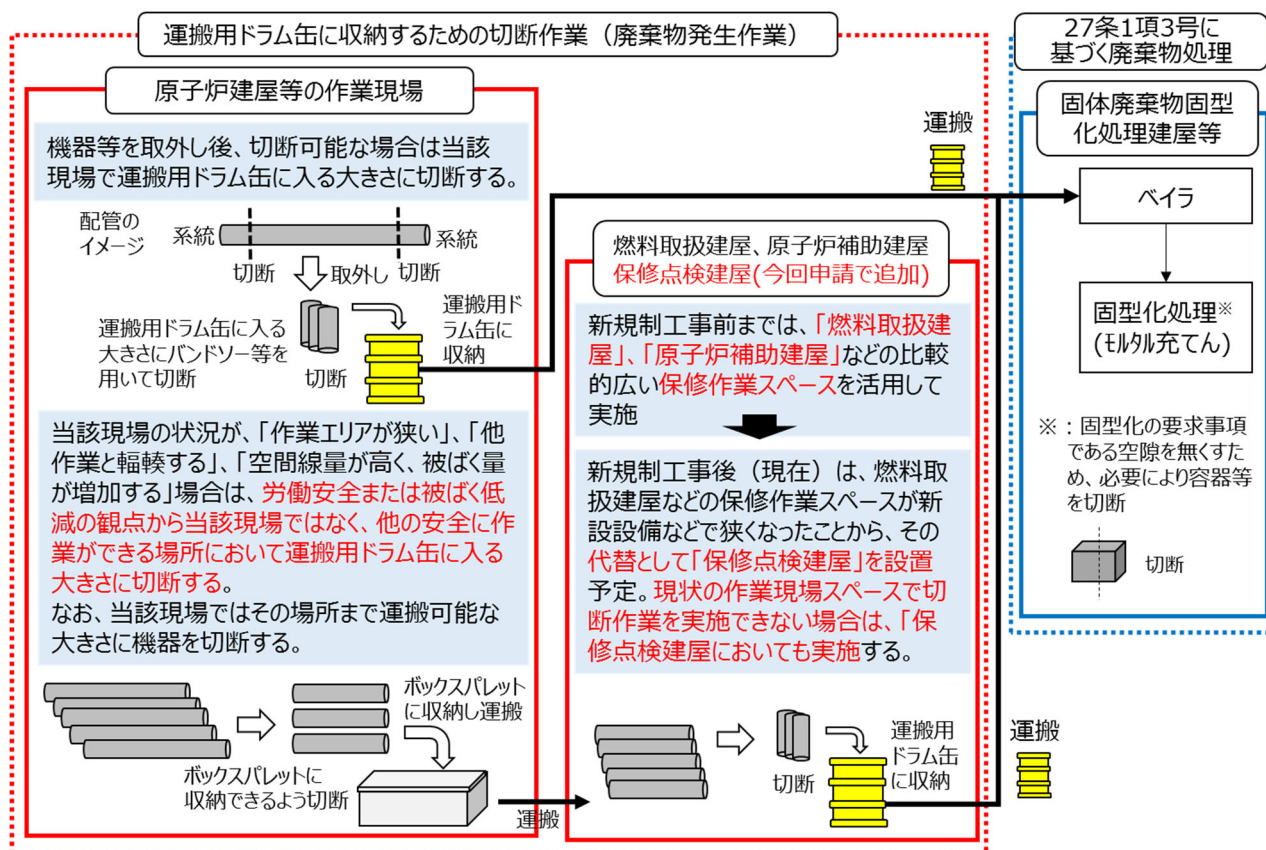 運搬用ドラム缶に収納するための切断作業（廃棄物発生作業）
原子炉建屋等の作業現場
機器等を取外し後、切断可能な場合は当該
現場で運搬用ドラム缶に入る大きさに切断する。
配管の
イメージ
系統
系統
切断
切断
取外し
運搬用ドラム缶に入る
大きさにバンドソー等を
用いて切断
切断
運搬用ド
ラム缶に
収納
当該現場の状況が、「作業エリアが狭い」、「他
作業と輻輳する」、「空間線量が高く、被ばく量
が増加する」場合は、労働安全または被ばく低
減の観点から当該現場ではなく、他の安全に作
業ができる場所において運搬用ドラム缶に入る
大きさに切断する。
なお、当該現場ではその場所まで運搬可能な
大きさに機器を切断する。
ボックスパレット
に収納し運搬
ボックスパレットに
収納できるよう切断
運搬
燃料取扱建屋、原子炉補助建屋
保修点検建屋(今回申請で追加)
新規制工事前までは、「燃料取扱建
屋」、「原子炉補助建屋」などの比較
的広い保修作業スペースを活用して
実施
新規制工事後（現在）は、燃料取
扱建屋などの保修作業スペースが新
設設備などで狭くなったことから、その
代替として「保修点検建屋」を設置
予定。現状の作業現場スペースで切
断作業を実施できない場合は、「保
修点検建屋においても実施する。
切断
運搬用
ドラム缶
に収納
運搬
運搬
27条1項3号に
基づく廃棄物処理
固体廃棄物固型
化処理建屋等
ベイラ
固型化処理※
(ﾓﾙﾀﾙ充てん)
※：固型化の要求事項
である空隙を無くすた
め、必要により容器等
を切断
切断